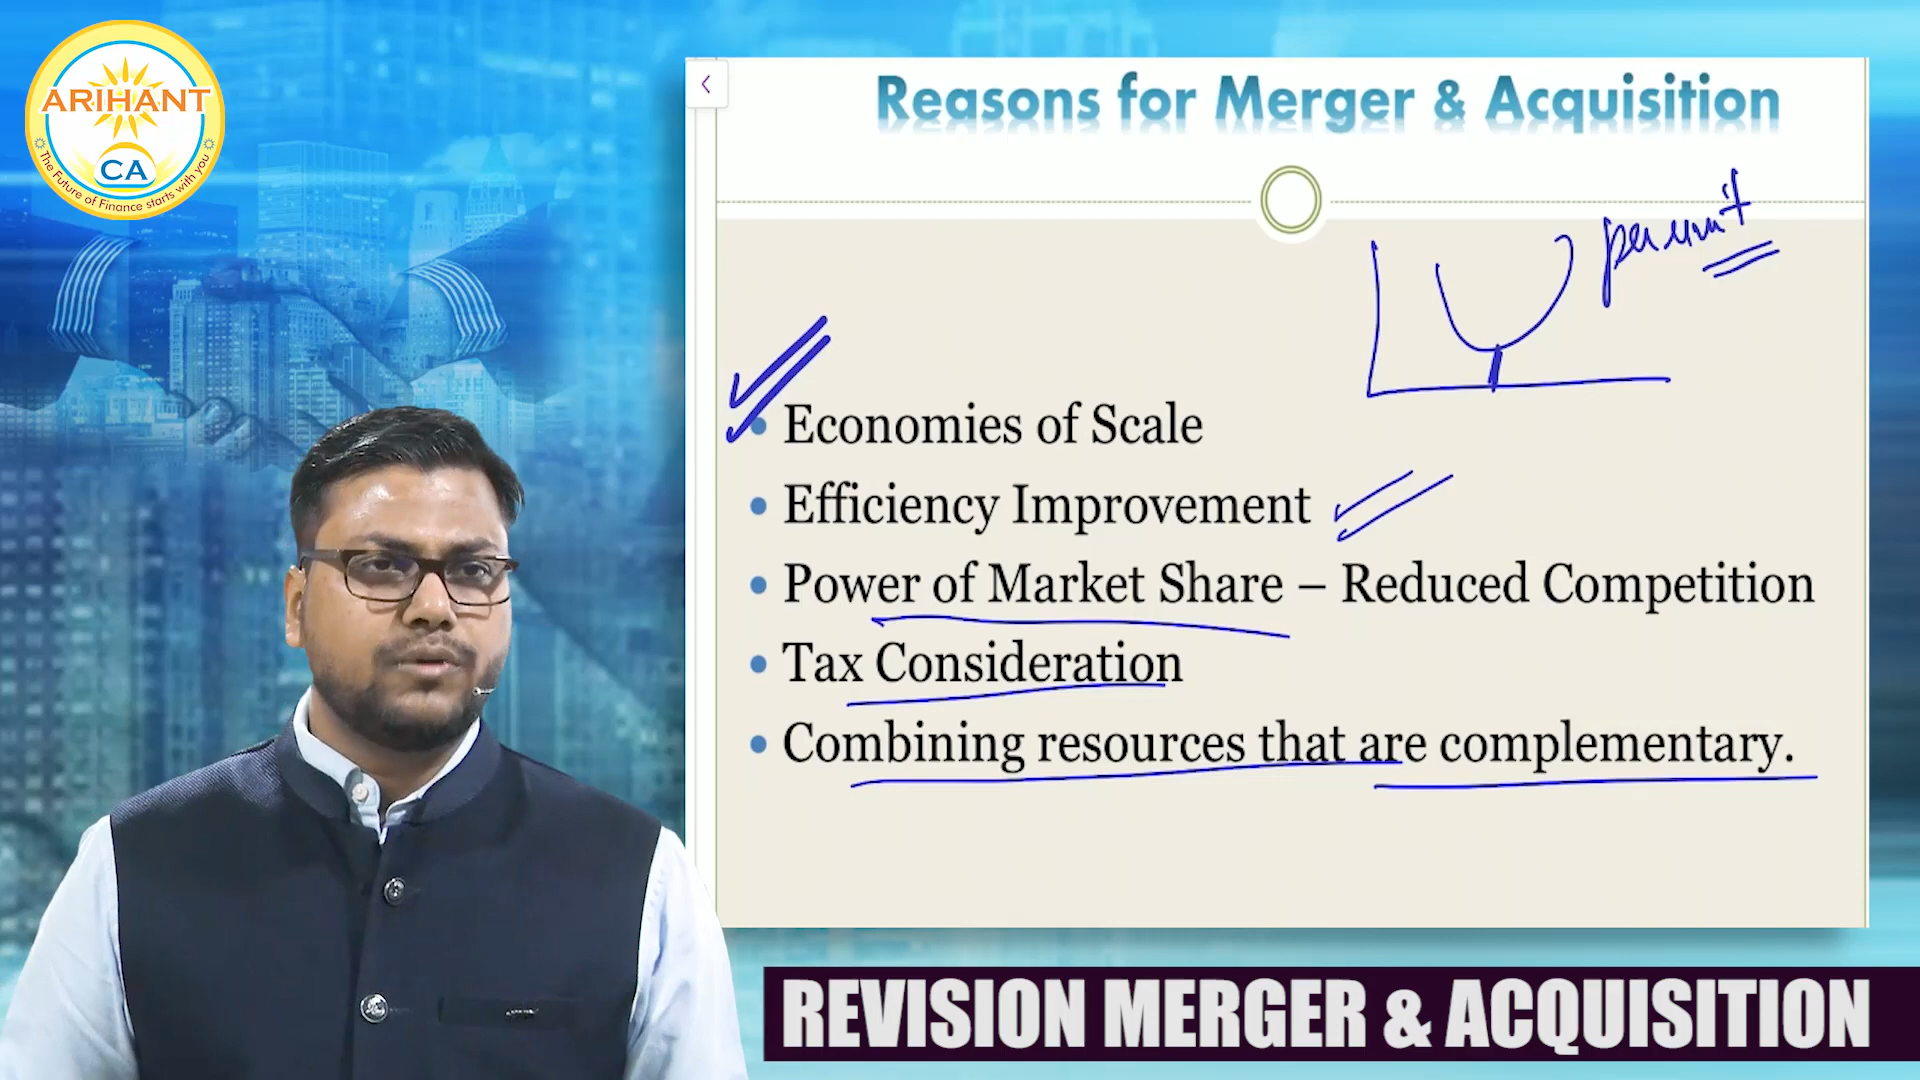 ARIHANT
CA
The Future of Finance starts with you
Reasons for Merger & Acquisition
per unit
• Economies of Scale
• Efficiency Improvement
• Power of Market Share – Reduced Competition
• Tax Consideration
• Combining resources that are complementary.
REVISION MERGER & ACQUISITION